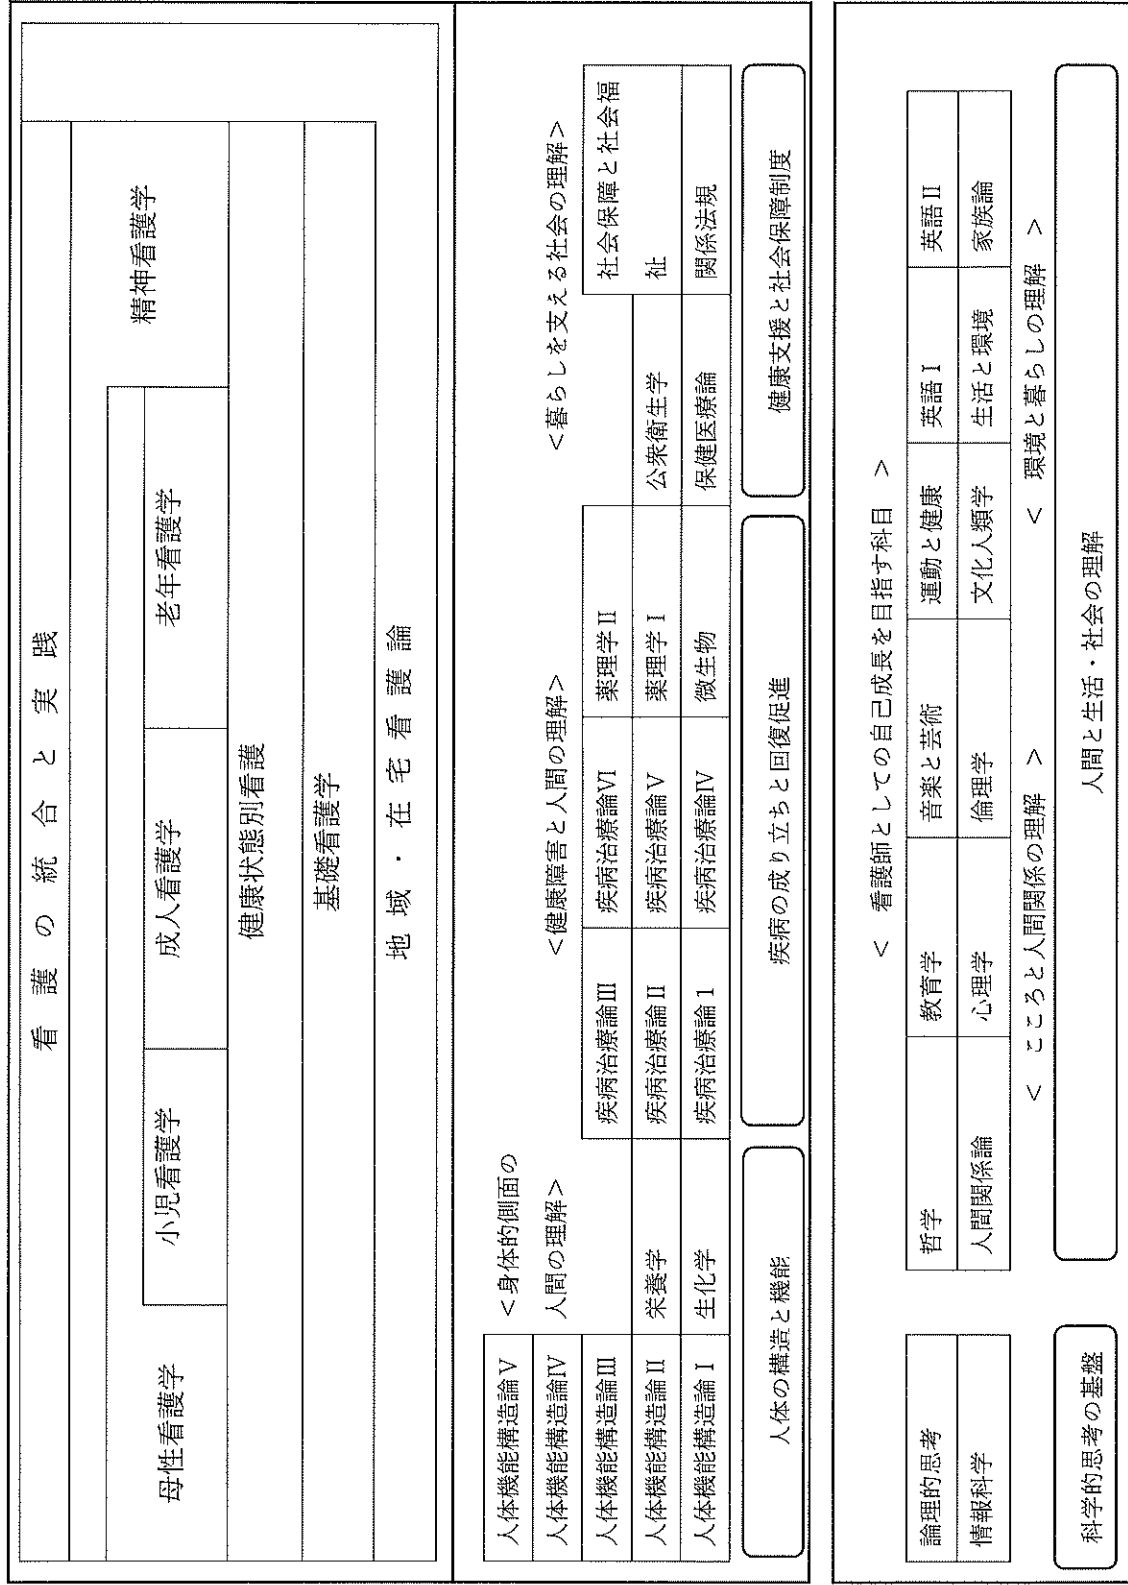 看護の統合と実践
母性看護学 小児看護学 成人看護学 老年看護学 精神看護学
健康状態別看護
基礎看護学
地域・在宅看護論
人体機能構造論Ⅴ
人体機能構造論Ⅳ
人体機能構造論Ⅲ
人体機能構造論Ⅱ
人体機能構造論Ⅰ
<身体的側面の
人間の理解>
栄養学
生化学
人体の構造と機能
<健康障害と人間の理解>
疾病治療論Ⅲ 疾病治療論Ⅵ 薬理学Ⅱ
疾病治療論Ⅱ 疾病治療論Ⅴ 薬理学Ⅰ
疾病治療論1 疾病治療論Ⅳ 微生物
疾病の成り立ちと回復促進
<暮らしを支える社会の理解>
社会保障と社会福
祉
公衆衛生学
保健医療論 関係法規
健康支援と社会保障制度
< 看護師としての自己成長を目指す科目 >
論理的思考 哲学 教育学 音楽と芸術 運動と健康 英語Ⅰ 英語Ⅱ
情報科学 人間関係論 心理学 倫理学 文化人類学 生活と環境 家族論
< こころと人間関係の理解 > < 環境と暮らしの理解 >
科学的思考の基盤 人間と生活・社会の理解